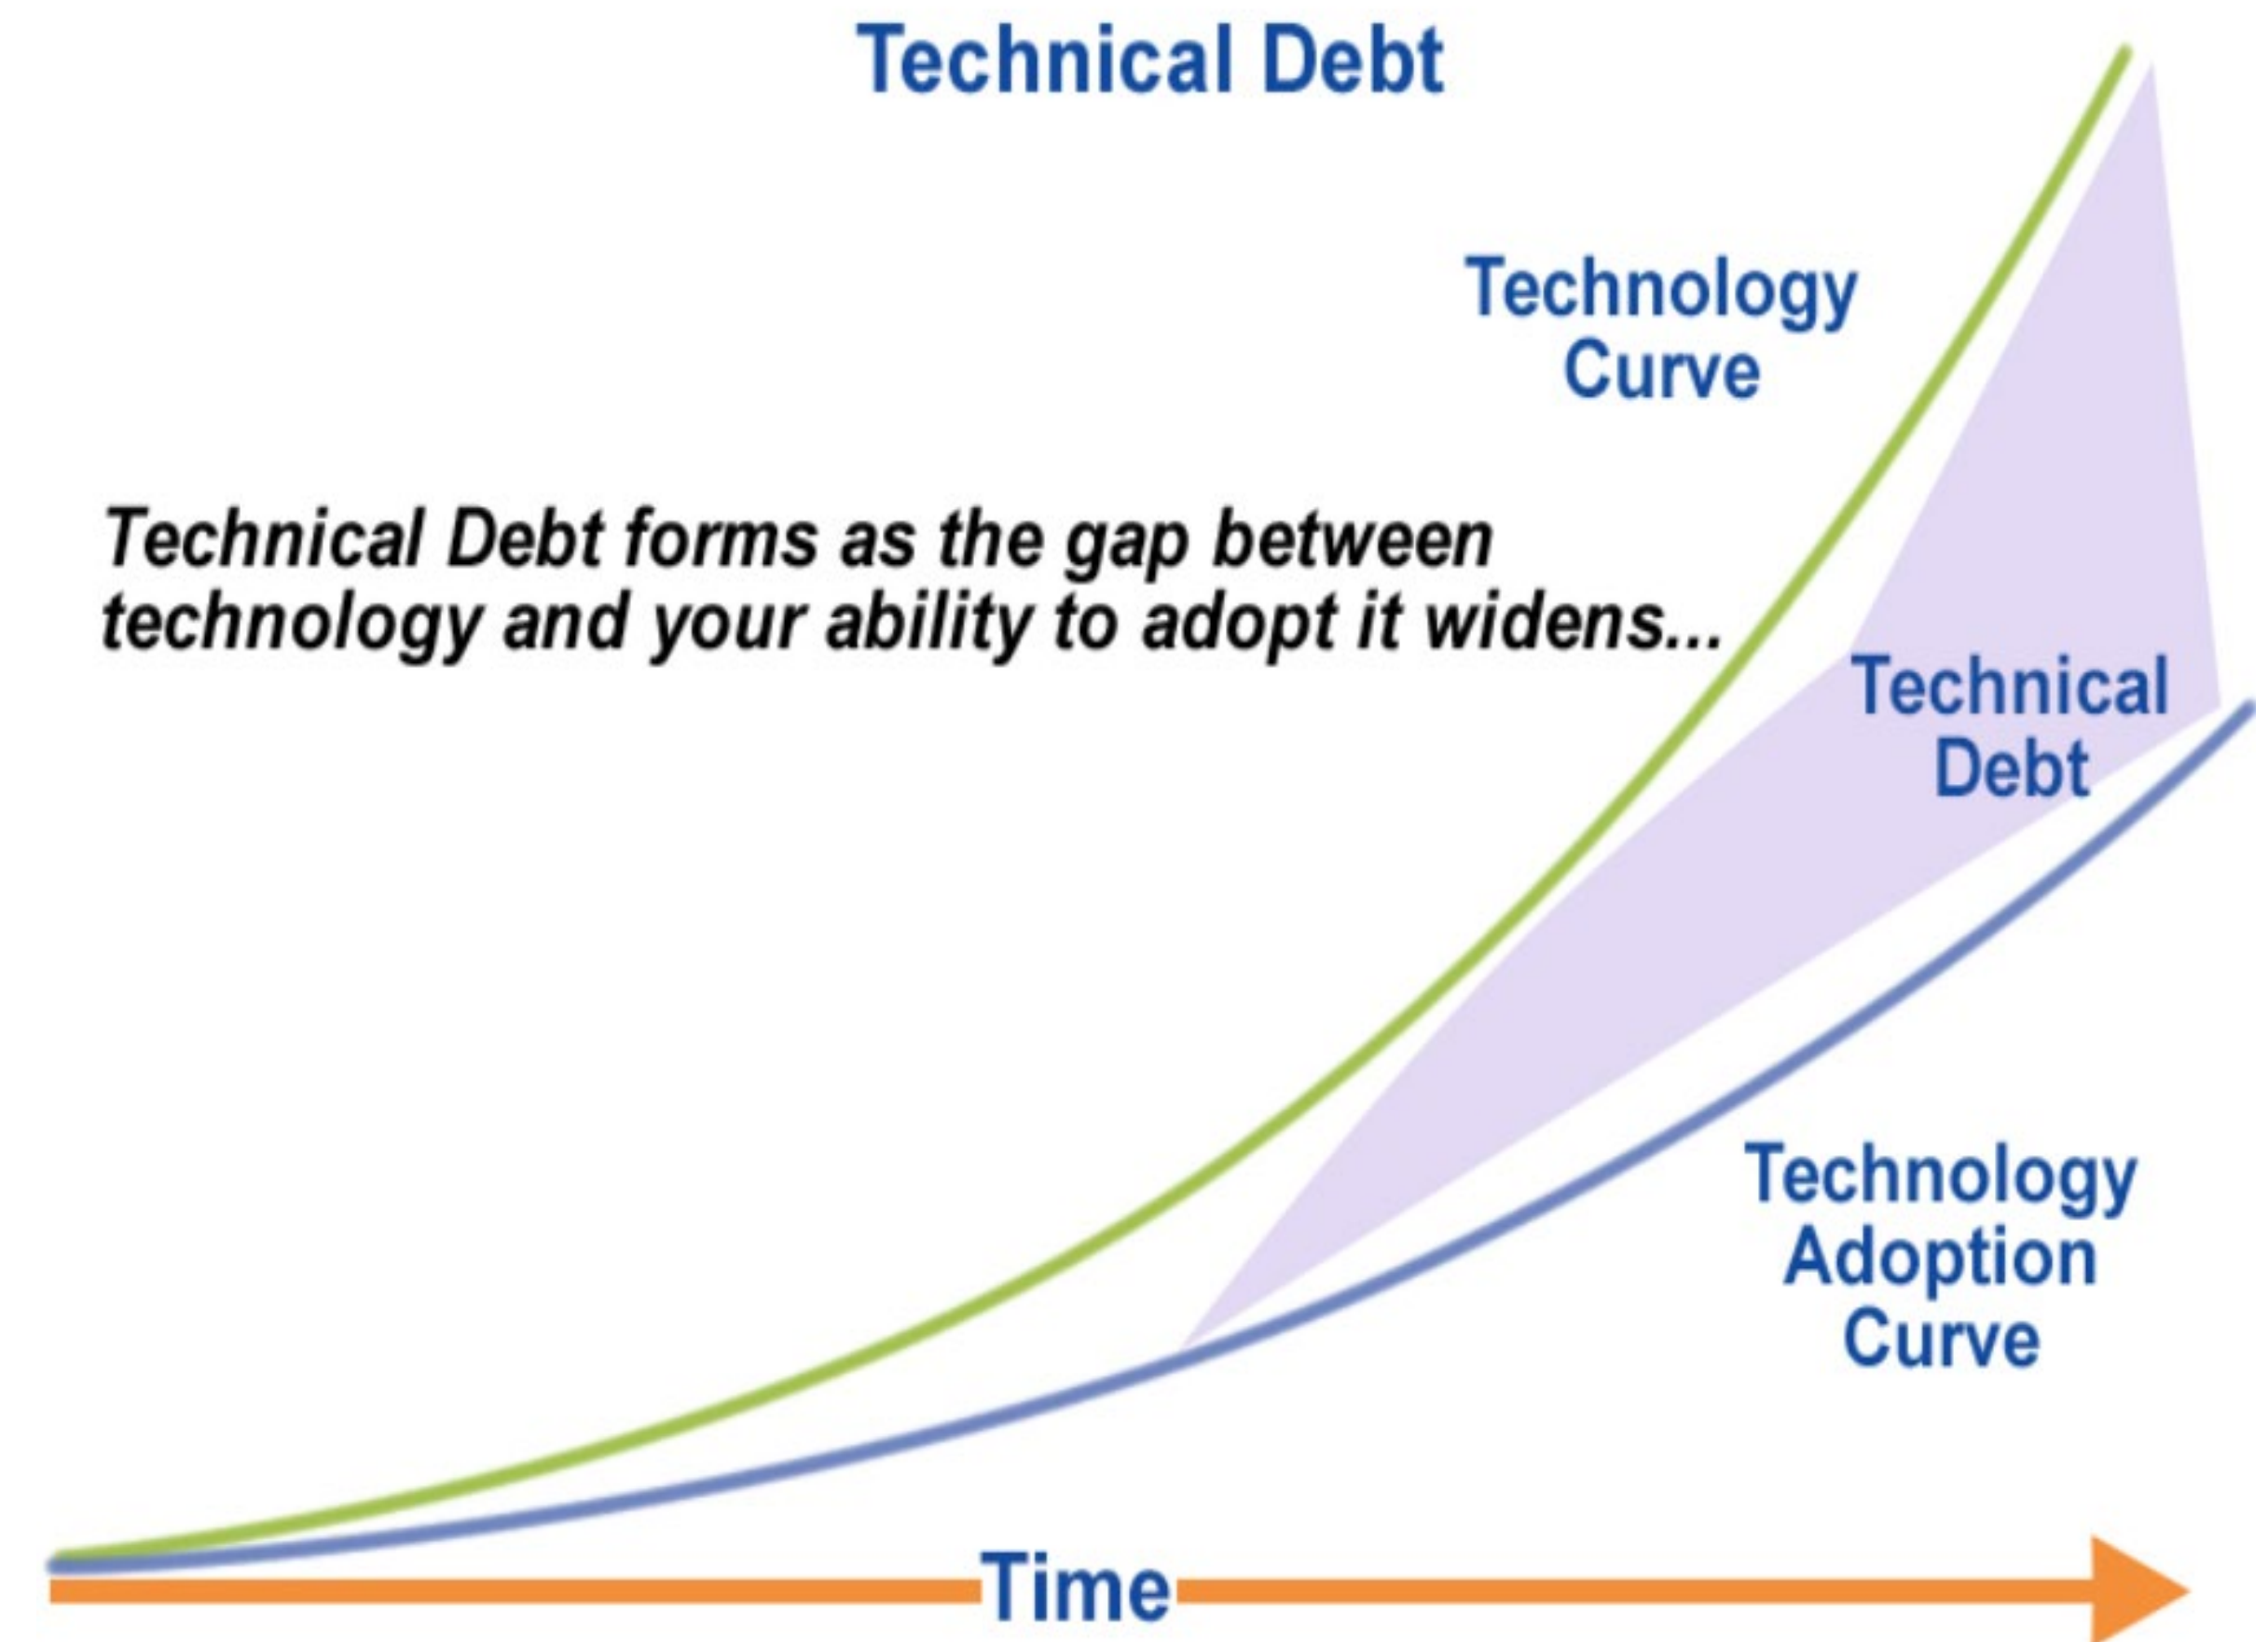 Technical Debt
Technology
Curve
Technical Debt forms as the gap between
technology and your ability to adopt it widens...
Technical
Debt
Technology
Adoption
Curve
Time